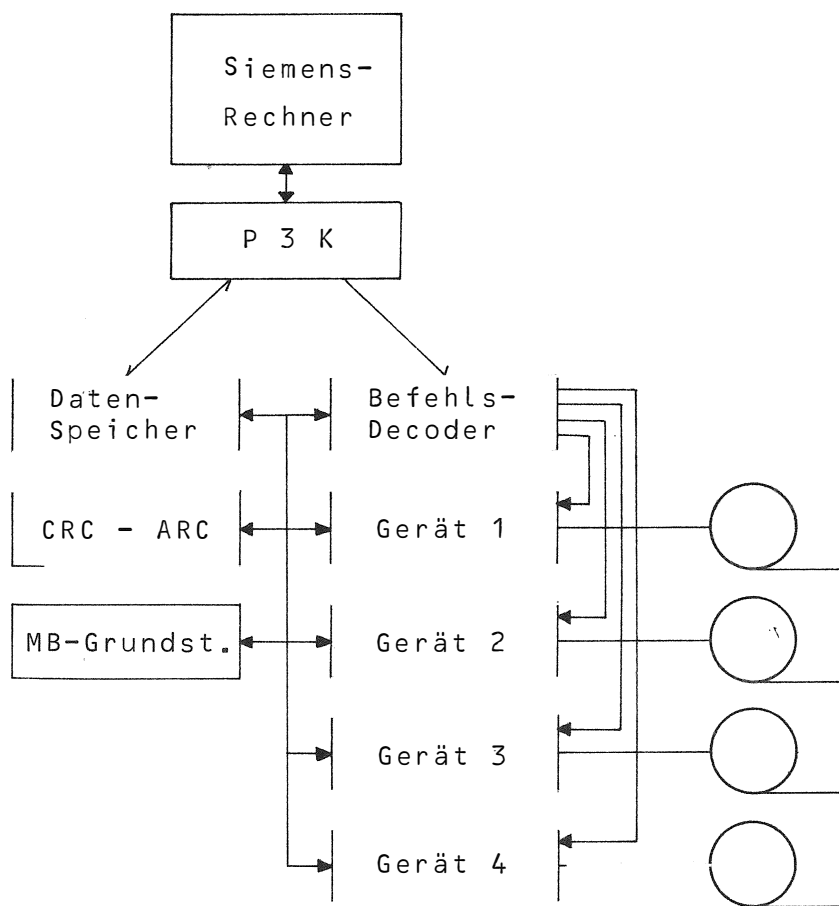 Siemens-
Rechner
P 3 K
Daten-
Speicher
Befehls-
Decoder
CRC - ARC
Gerät 1
MB-Grundst.
Gerät 2
Gerät 3
Gerät 4